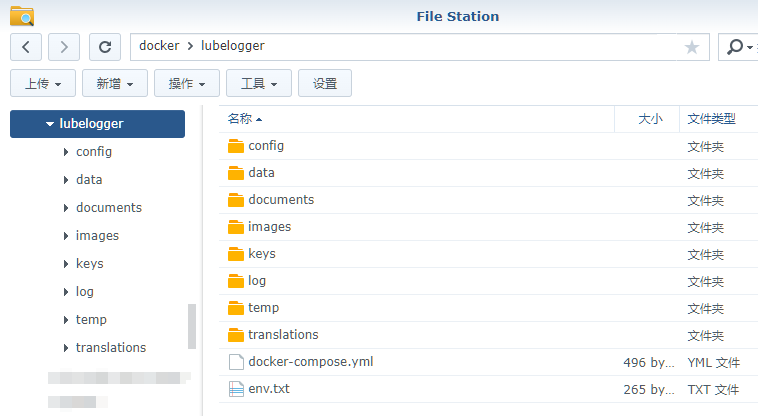 File Station
docker > lubelogger
上传 新增 操作 工具 设置
lubelogger
config
data
documents
images
keys
log
temp
translations
名称 大小 文件类型
config 文件夹
data 文件夹
documents 文件夹
images 文件夹
keys 文件夹
log 文件夹
temp 文件夹
translations 文件夹
docker-compose.yml 496 by... YML 文件
env.txt 265 by... TXT 文件